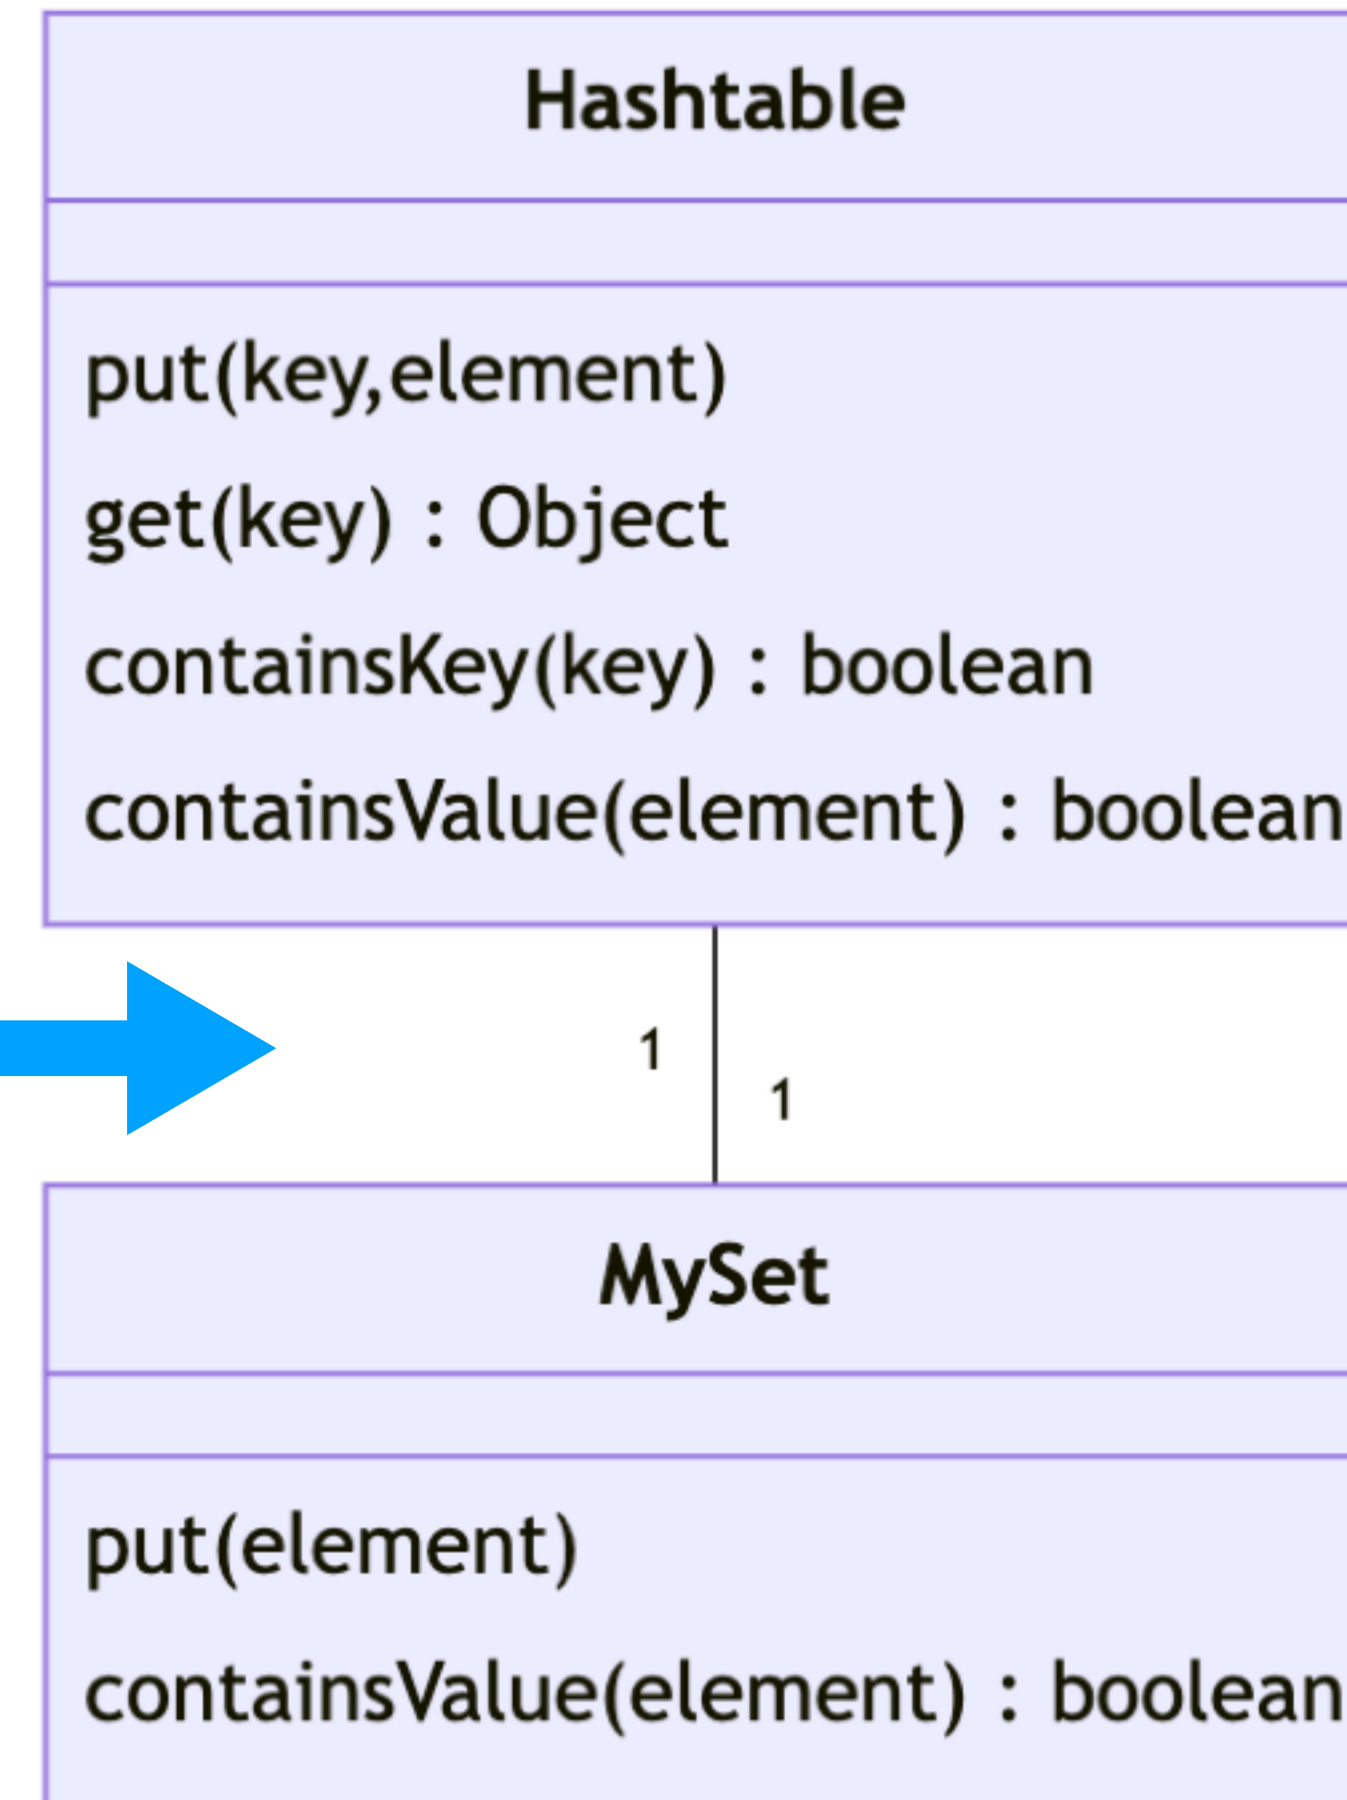 Hashtable
put(key,element)
get(key) : Object
containsKey(key) : boolean
containsValue(element) : boolean
1
1
MySet
put(element)
containsValue(element) : boolean